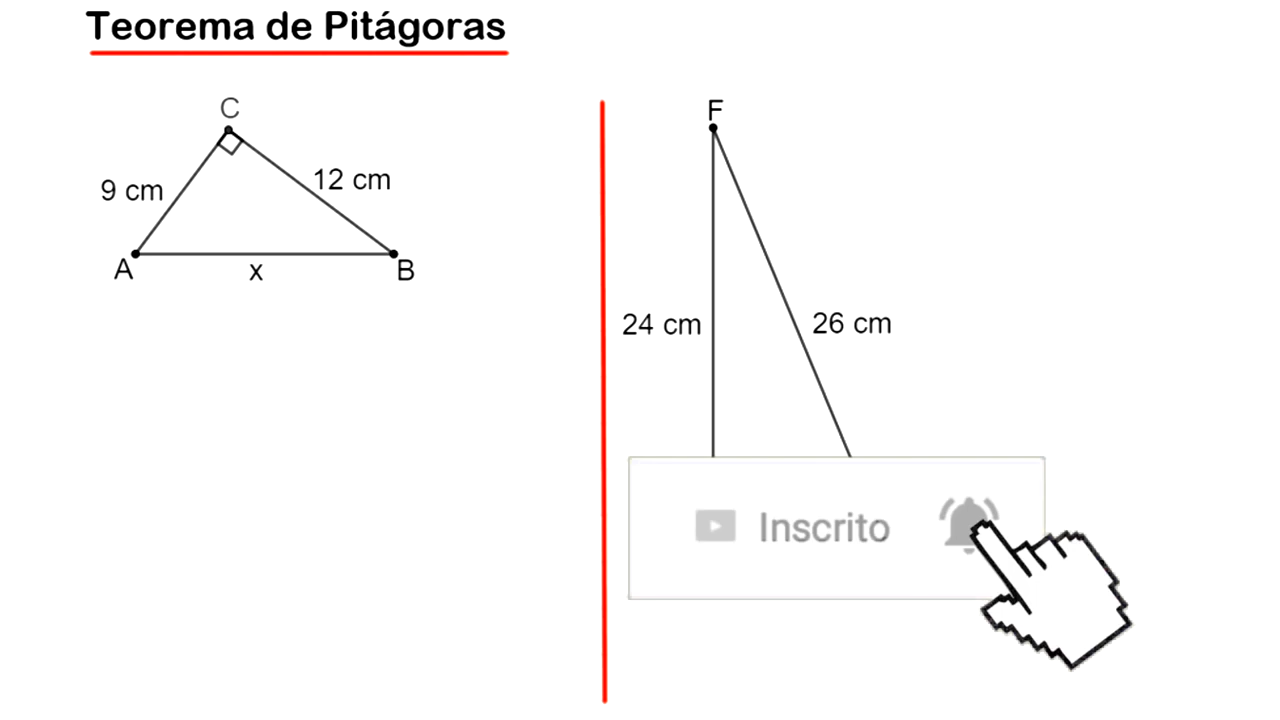 Teorema de Pitágoras
C
9 cm
12 cm
A
x
B
F
24 cm
26 cm
Inscrito